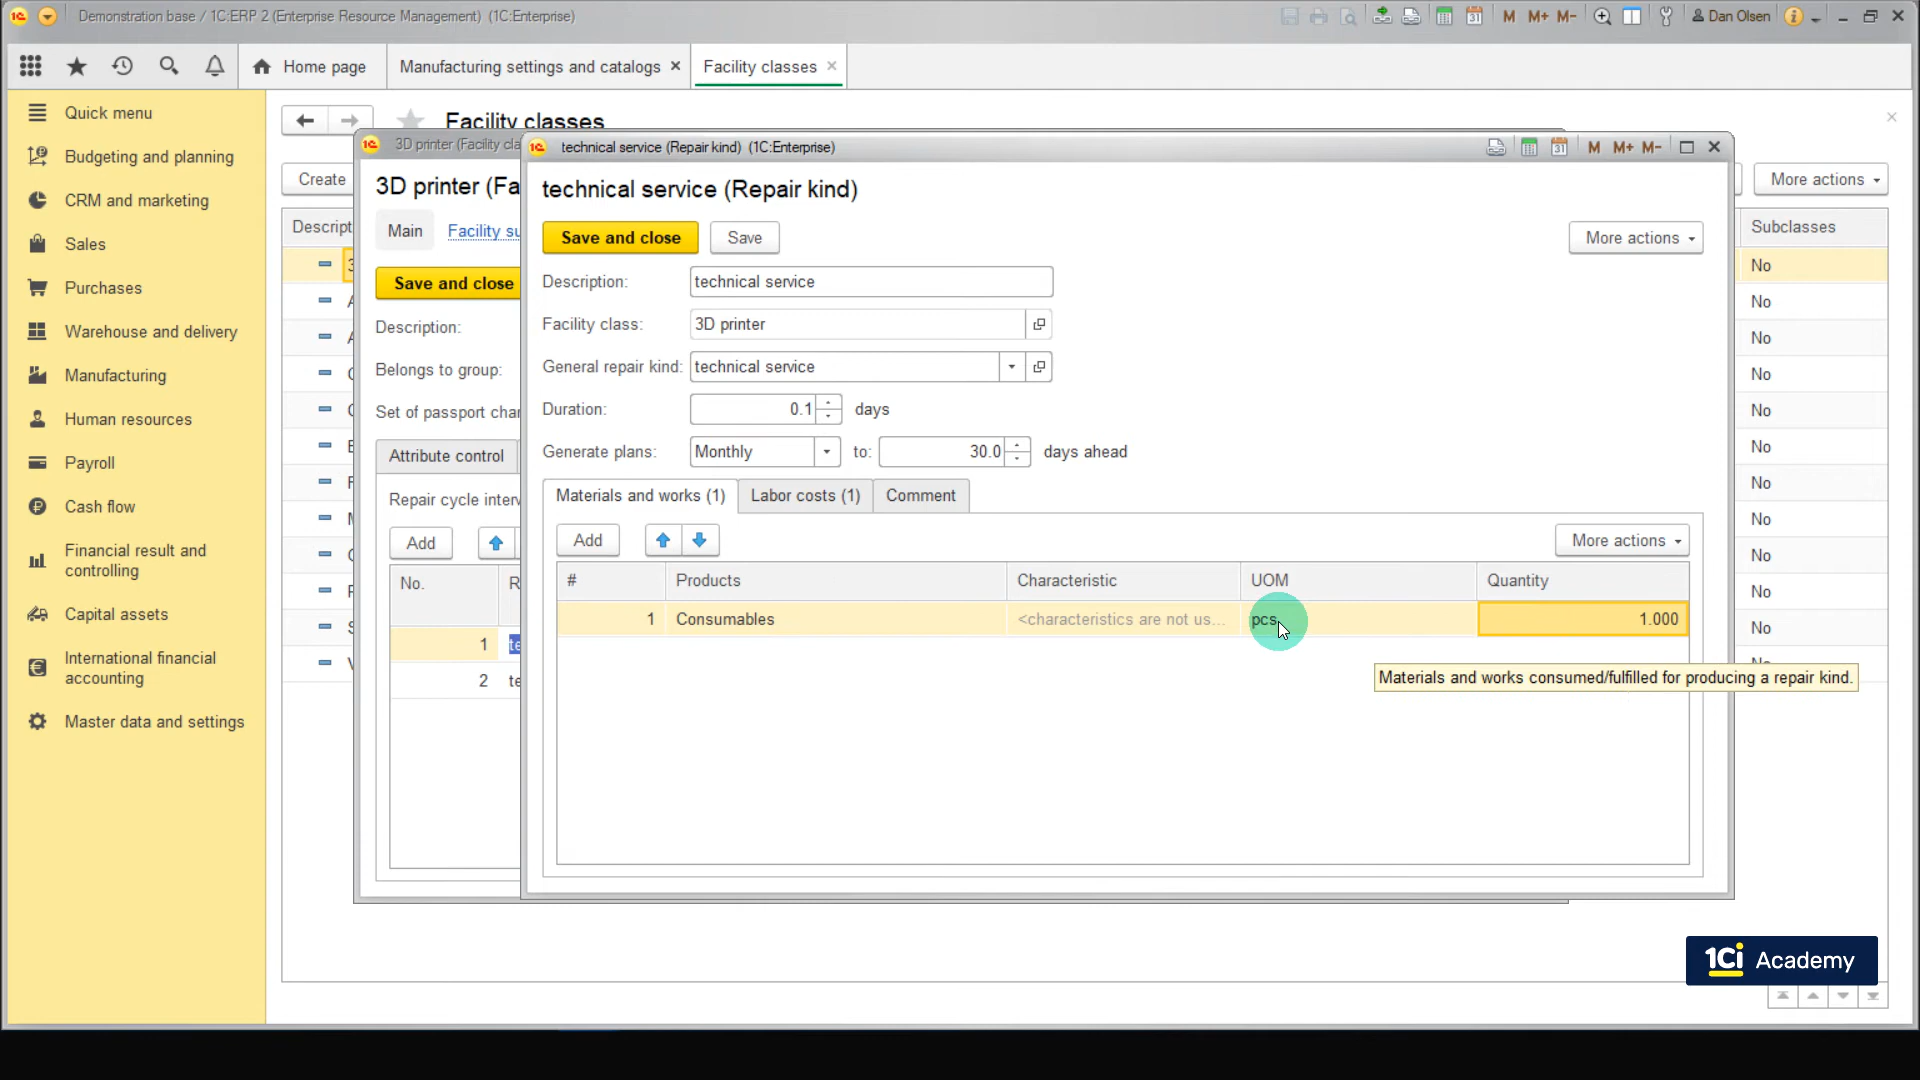 Demonstration base / 1C:ERP 2 (Enterprise Resource Management) (1C:Enterprise)
M M+ M-
Dan Olsen
Home page
Manufacturing settings and catalogs
Facility classes
Quick menu
Budgeting and planning
CRM and marketing
Sales
Purchases
Warehouse and delivery
Manufacturing
Human resources
Payroll
Cash flow
Financial result and
controlling
Capital assets
International financial
accounting
Master data and settings
Facility classes
Create
More actions
Descript
Subclasses
No
No
No
No
No
No
No
No
No
No
No
3D printer (Facility cla
3D printer (Fa
Main
Facility su
Save and close
Description:
Belongs to group:
Set of passport char
Attribute control
Repair cycle interv
Add
No.
R
1 te
2 te
technical service (Repair kind) (1C:Enterprise)
M M+ M-
technical service (Repair kind)
Save and close
Save
More actions
Description: technical service
Facility class: 3D printer
General repair kind: technical service
Duration: 0.1 days
Generate plans: Monthly to: 30.0 days ahead
Materials and works (1)
Labor costs (1)
Comment
Add
More actions
# Products Characteristic UOM Quantity
1 Consumables <characteristics are not us... pcs 1.000
Materials and works consumed/fulfilled for producing a repair kind.
1Ci Academy